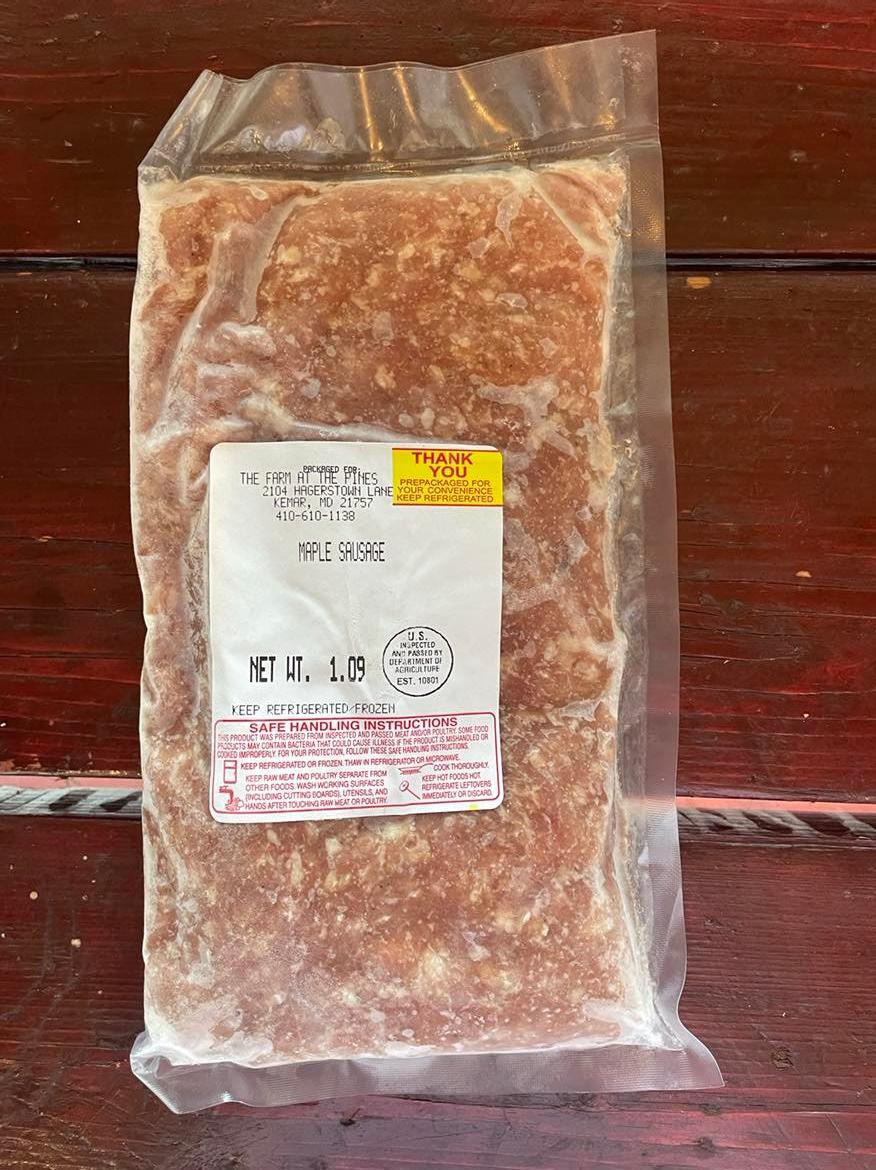 PACKAGED FOR:
THE FARM AT THE PINES
2104 HAGERSTOWN LANE
KEMAR, MD 21757
410-610-1138
THANK
YOU
PREPACKAGED FOR
YOUR CONVENIENCE
KEEP REFRIGERATED
MAPLE SAUSAGE
NET WT. 1.09
U.S.
INSPECTED
AND PASSED BY
DEPARTMENT OF
AGRICULTURE
EST. 10801
KEEP REFRIGERATED/FROZEN
SAFE HANDLING INSTRUCTIONS
THIS PRODUCT WAS PREPARED FROM INSPECTED AND PASSED MEAT AND/OR POULTRY. SOME FOOD
PRODUCTS MAY CONTAIN BACTERIA THAT COULD CAUSE ILLNESS IF THE PRODUCT IS MISHANDLED OR
COOKED IMPROPERLY. FOR YOUR PROTECTION, FOLLOW THESE SAFE HANDLING INSTRUCTIONS.
KEEP REFRIGERATED OR FROZEN. THAW IN REFRIGERATOR OR MICROWAVE.
KEEP RAW MEAT AND POULTRY SEPARATE FROM
OTHER FOODS. WASH WORKING SURFACES
(INCLUDING CUTTING BOARDS), UTENSILS, AND
HANDS AFTER TOUCHING RAW MEAT OR POULTRY.
COOK THOROUGHLY.
KEEP HOT FOODS HOT.
REFRIGERATE LEFTOVERS
IMMEDIATELY OR DISCARD.